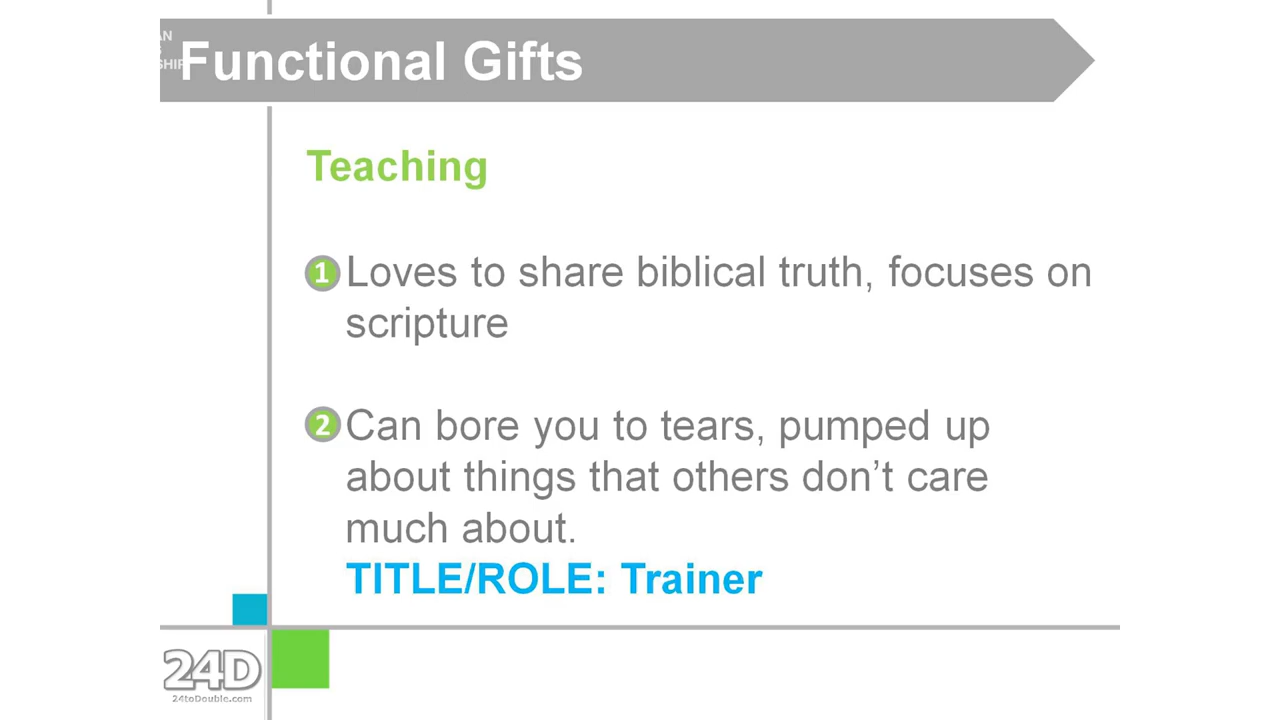 Functional Gifts
Teaching
1 Loves to share biblical truth, focuses on
scripture
2 Can bore you to tears, pumped up
about things that others don’t care
much about.
TITLE/ROLE: Trainer
24D
24toDouble.com